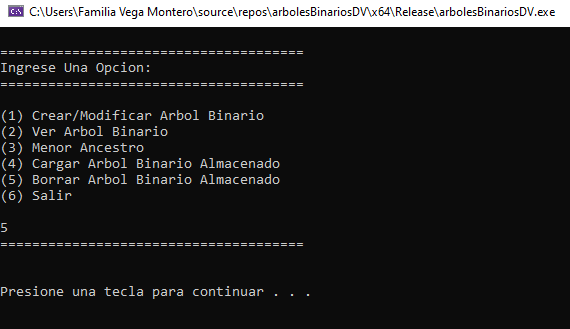 C:\Users\Familia Vega Montero\source\repos\arbolesBinariosDV\x64\Release\arbolesBinariosDV.exe
======================================
Ingrese Una Opcion:
======================================
(1) Crear/Modificar Arbol Binario
(2) Ver Arbol Binario
(3) Menor Ancestro
(4) Cargar Arbol Binario Almacenado
(5) Borrar Arbol Binario Almacenado
(6) Salir
5
======================================
Presione una tecla para continuar . . .